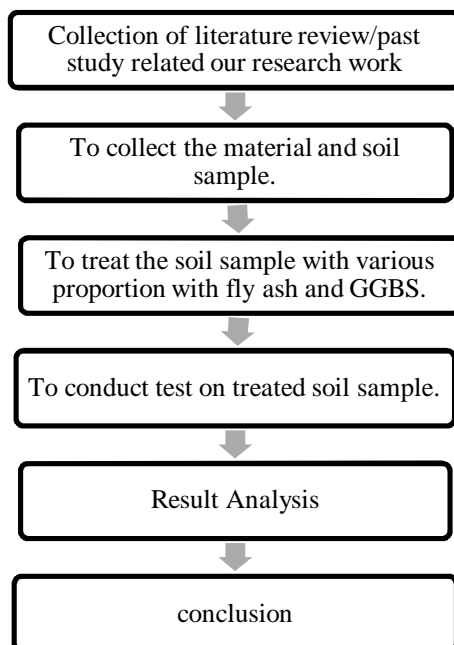 Collection of literature review/past
study related our research work
To collect the material and soil
sample.
To treat the soil sample with various
proportion with fly ash and GGBS.
To conduct test on treated soil sample.
Result Analysis
conclusion